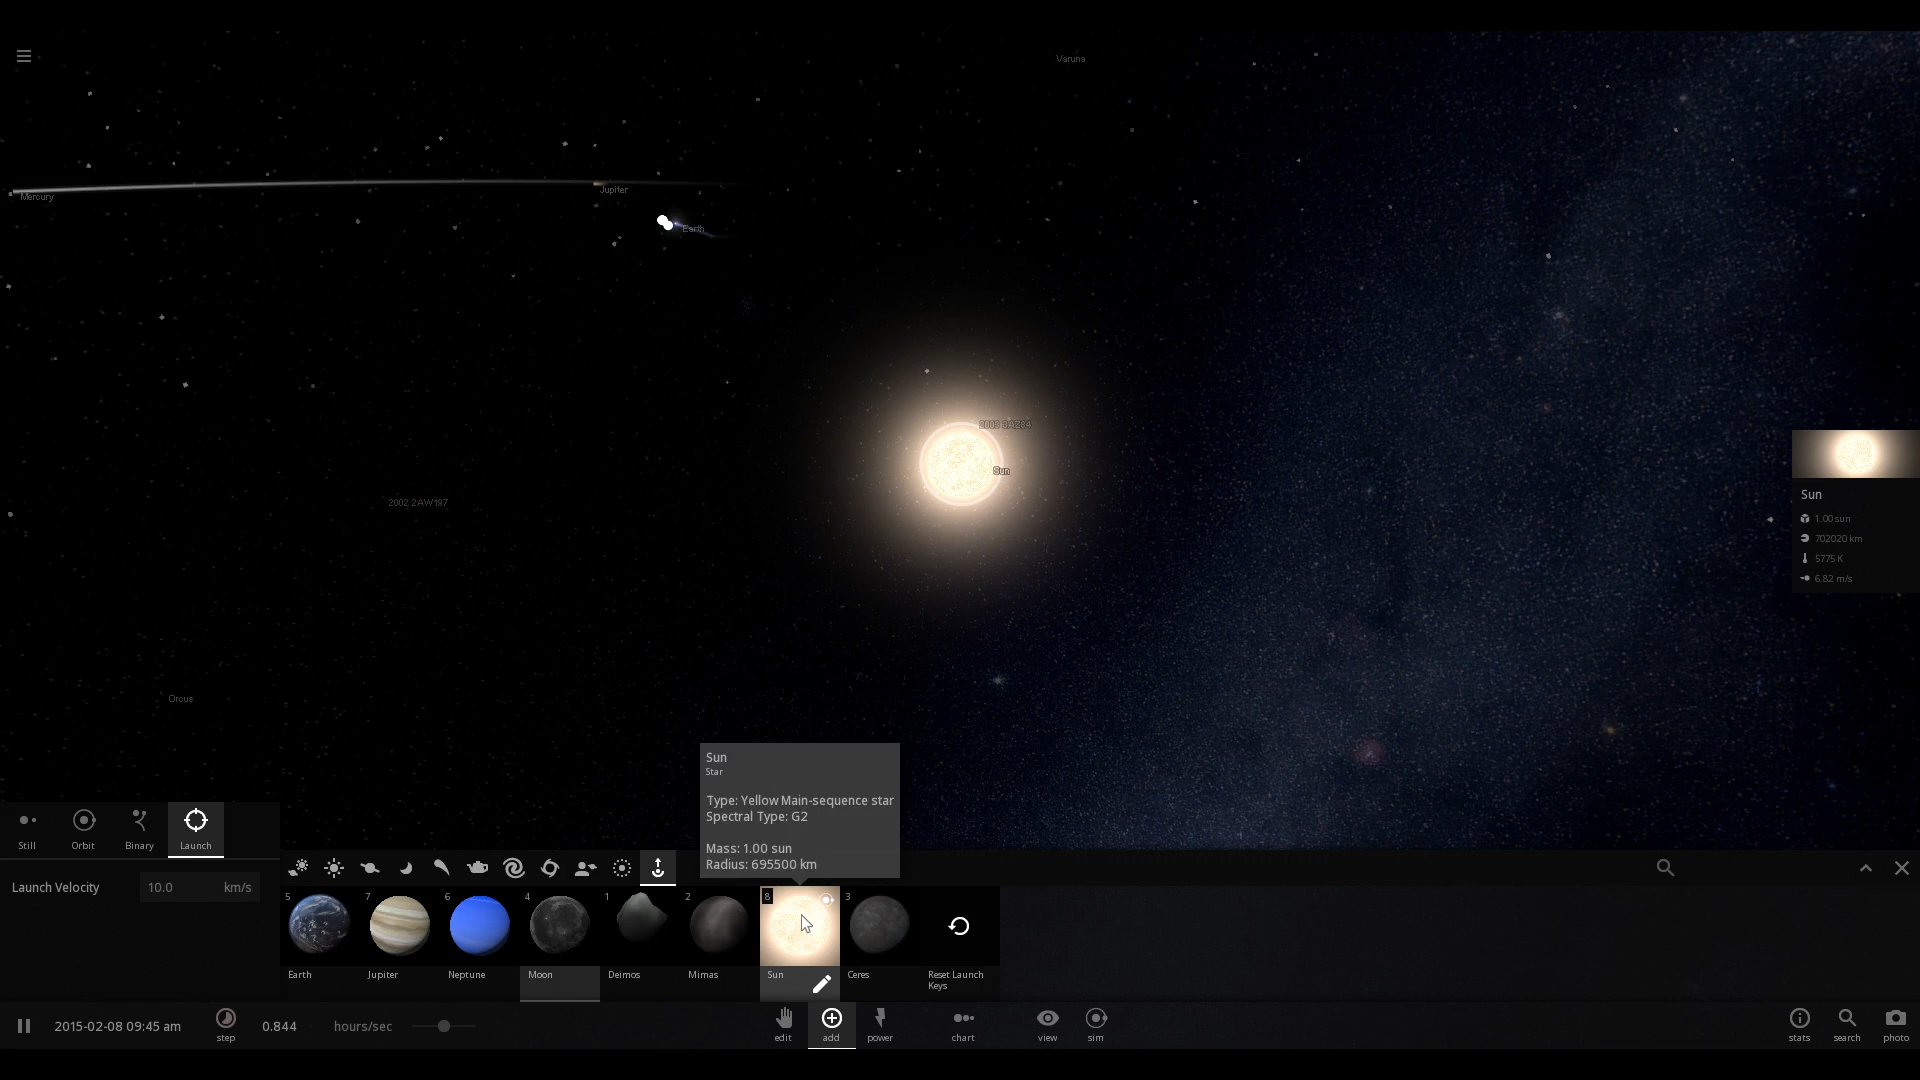 Varuna
Jupiter
Mercury
Earth
Sun
2002 2AW197
Sun
1.00 sun
702020 km
5775 K
6.82 m/s
Orcus
Sun
Star
Type: Yellow Main-sequence star
Spectral Type: G2
Mass: 1.00 sun
Radius: 695500 km
Still
Orbit
Binary
Launch
Launch Velocity
10.0 km/s
5
7
6
4
1
2
8
3
Earth
Jupiter
Neptune
Moon
Deimos
Mimas
Sun
Ceres
Reset Launch
Keys
2015-02-08 09:45 am
step
0.844
hours/sec
edit
add
power
chart
view
sim
stats
search
photo